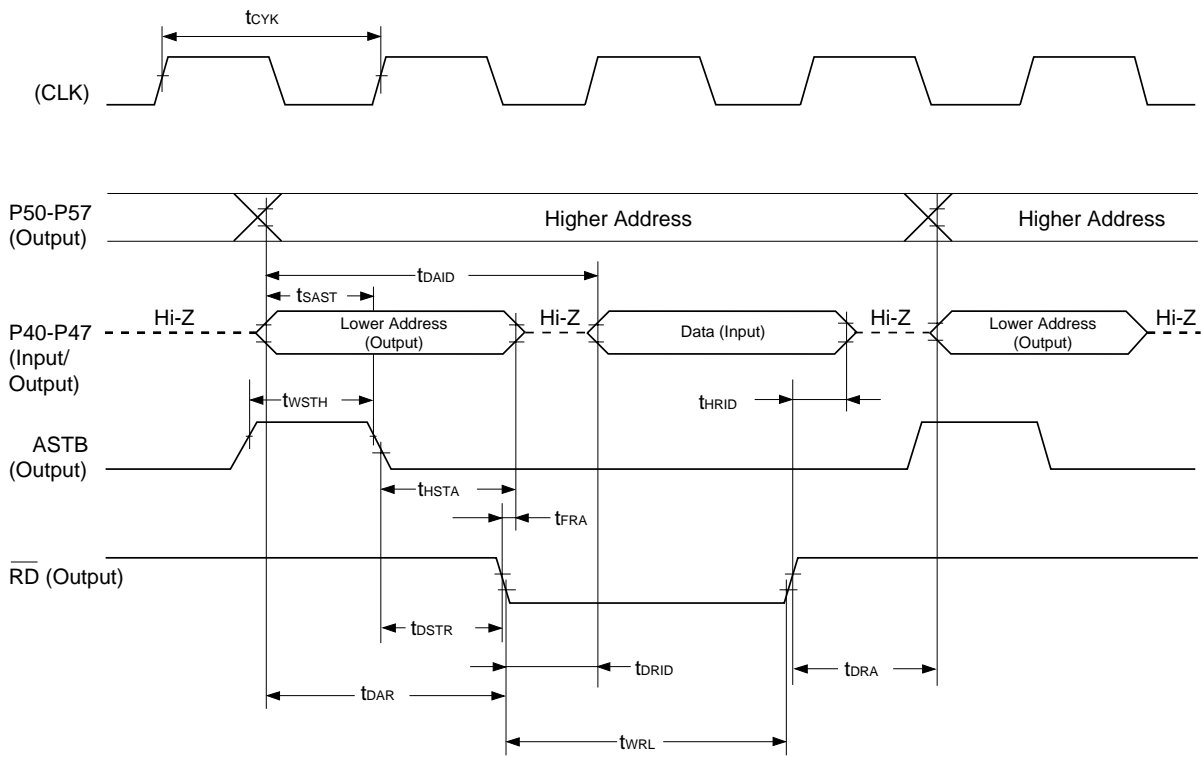 tCYK
(CLK)
P50-P57
(Output)
Higher Address
Higher Address
tDAID
tSAST
P40-P47
(Input/
Output)
Hi-Z
Lower Address
(Output)
Hi-Z
Data (Input)
Hi-Z
Lower Address
(Output)
Hi-Z
tWSTH
tHRID
ASTB
(Output)
tHSTA
tFRA
RD (Output)
tDSTR
tDRID
tDRA
tDAR
tWRL